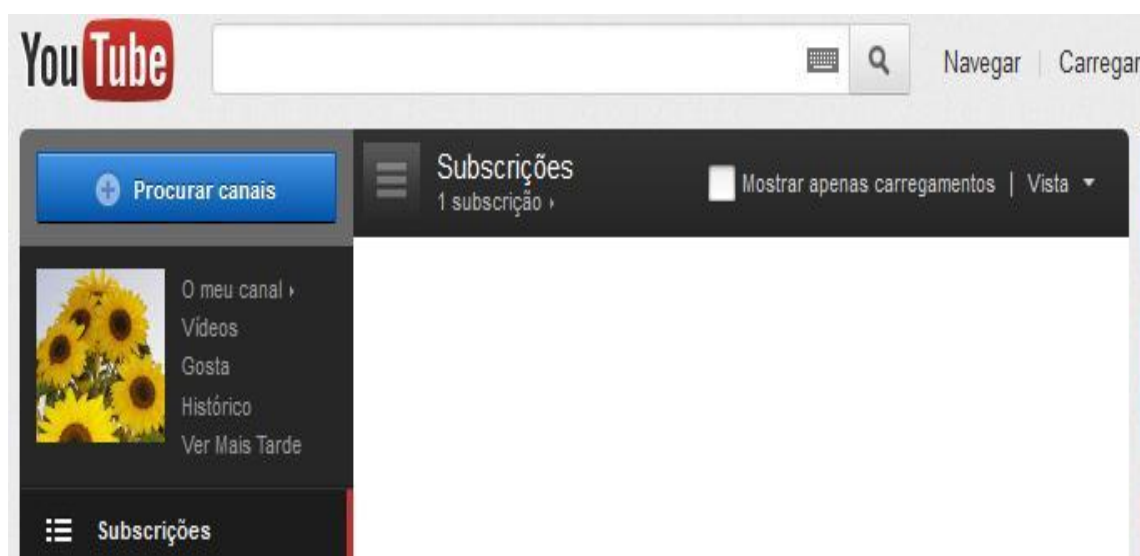 YouTube
Navegar | Carregar
Procurar canais
Subscrições
1 subscrição
Mostrar apenas carregamentos | Vista
O meu canal
Vídeos
Gosta
Histórico
Ver Mais Tarde
Subscrições